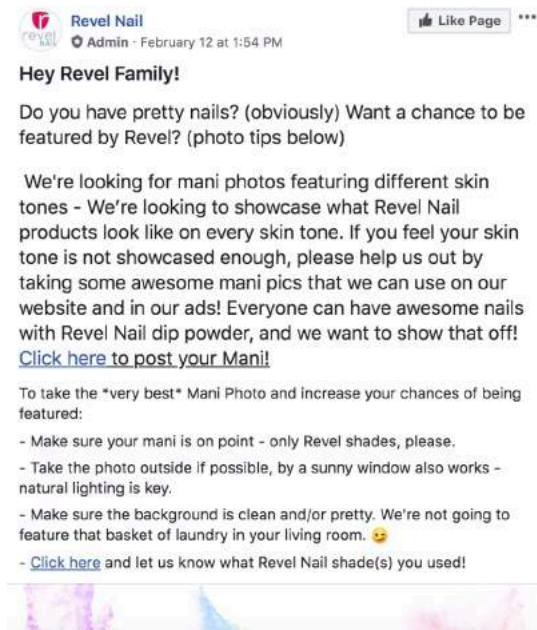 Revel Nail
Like Page
Admin · February 12 at 1:54 PM
revel
NAIL
Hey Revel Family!
Do you have pretty nails? (obviously) Want a chance to be
featured by Revel? (photo tips below)
We're looking for mani photos featuring different skin
tones - We're looking to showcase what Revel Nail
products look like on every skin tone. If you feel your skin
tone is not showcased enough, please help us out by
taking some awesome mani pics that we can use on our
website and in our ads! Everyone can have awesome nails
with Revel Nail dip powder, and we want to show that off!
Click here to post your Mani!
To take the *very best* Mani Photo and increase your chances of being
featured:
- Make sure your mani is on point - only Revel shades, please.
- Take the photo outside if possible, by a sunny window also works -
natural lighting is key.
- Make sure the background is clean and/or pretty. We're not going to
feature that basket of laundry in your living room. 😉
- Click here and let us know what Revel Nail shade(s) you used!